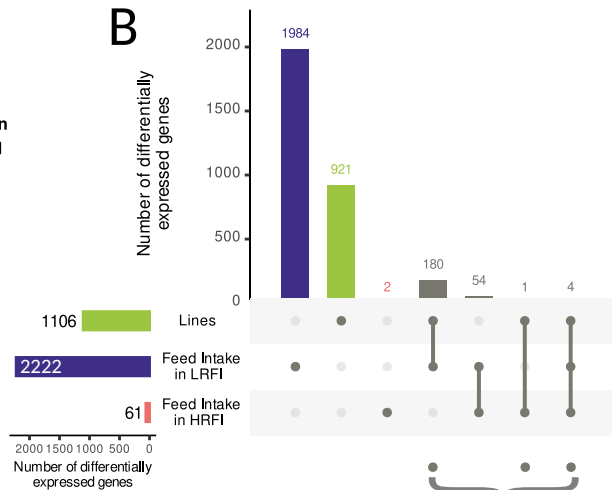 B
n
l
Number of differentially
expressed genes
2000
1500
1000
500
0
1984
921
2
180
54
1
4
1106
Lines
2222
Feed Intake
in LRFI
61
Feed Intake
in HRFI
2000 1500 1000 500 0
Number of differentially
expressed genes